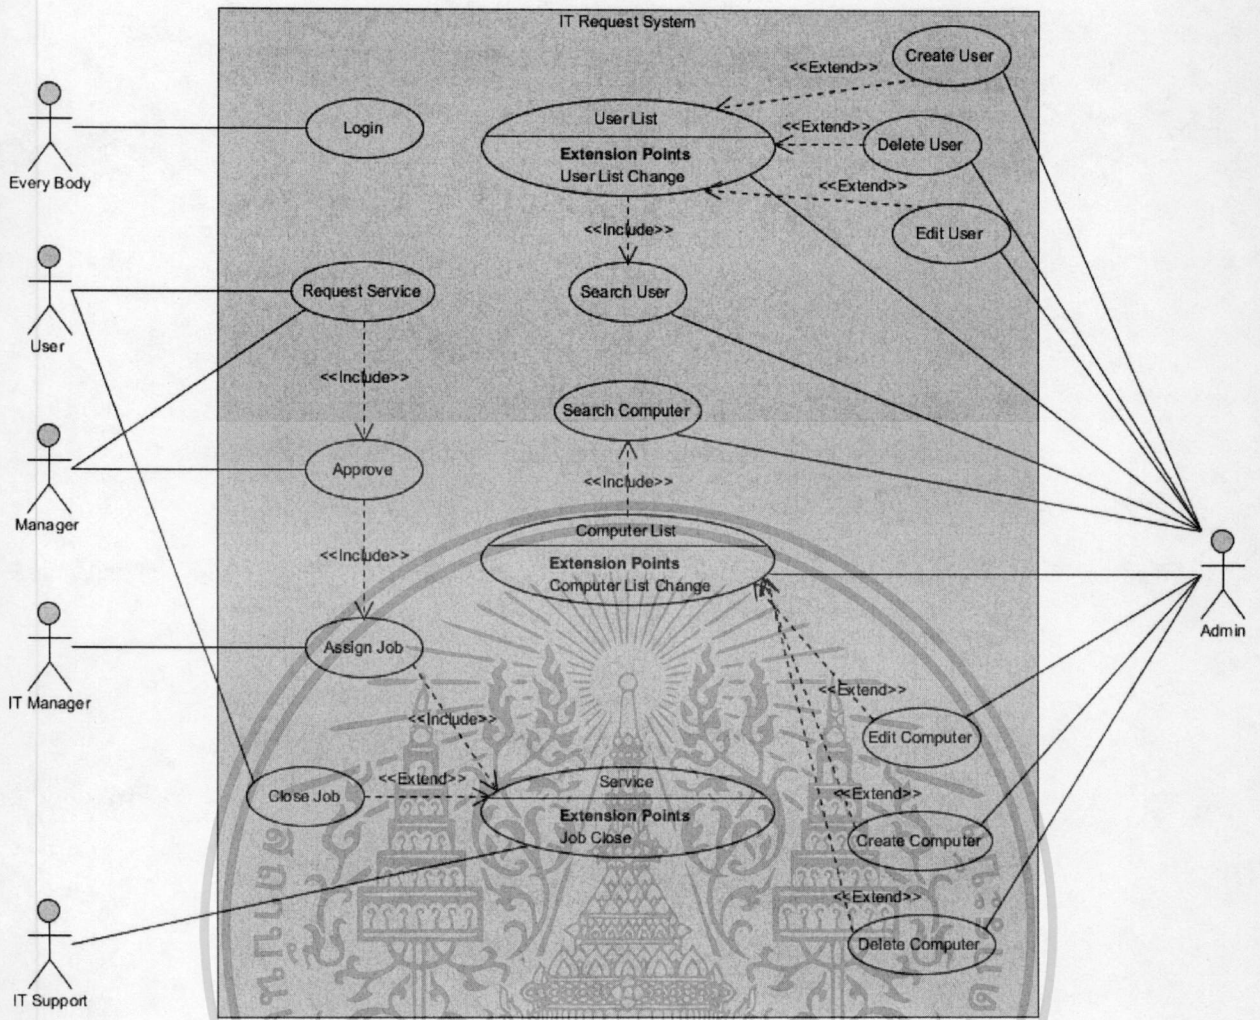 IT Request System
Create User
<<Extend>>
Every Body
Login
User List
Extension Points
User List Change
<<Extend>>
Delete User
<<Extend>>
Edit User
<<Include>>
User
Request Service
Search User
<<Include>>
Search Computer
Manager
Approve
<<Include>>
Computer List
Extension Points
Computer List Change
<<Include>>
Admin
IT Manager
Assign Job
<<Include>>
<<Extend>>
Edit Computer
Close Job
<<Extend>>
Service
Extension Points
Job Close
<<Extend>>
Create Computer
<<Extend>>
Delete Computer
IT Support